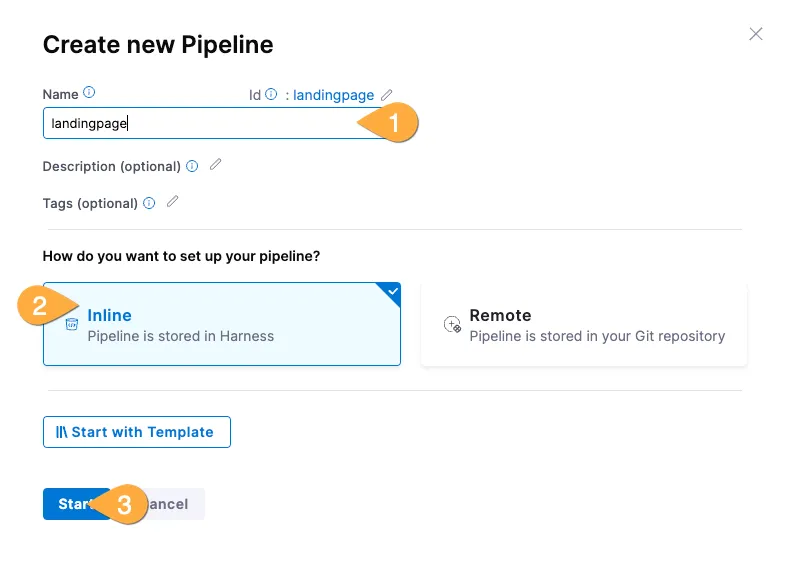 Create new Pipeline
Name Id : landingpage
landingpage
1
Description (optional)
Tags (optional)
How do you want to set up your pipeline?
2
Inline
Pipeline is stored in Harness
Remote
Pipeline is stored in your Git repository
Start with Template
Start 3 ancel